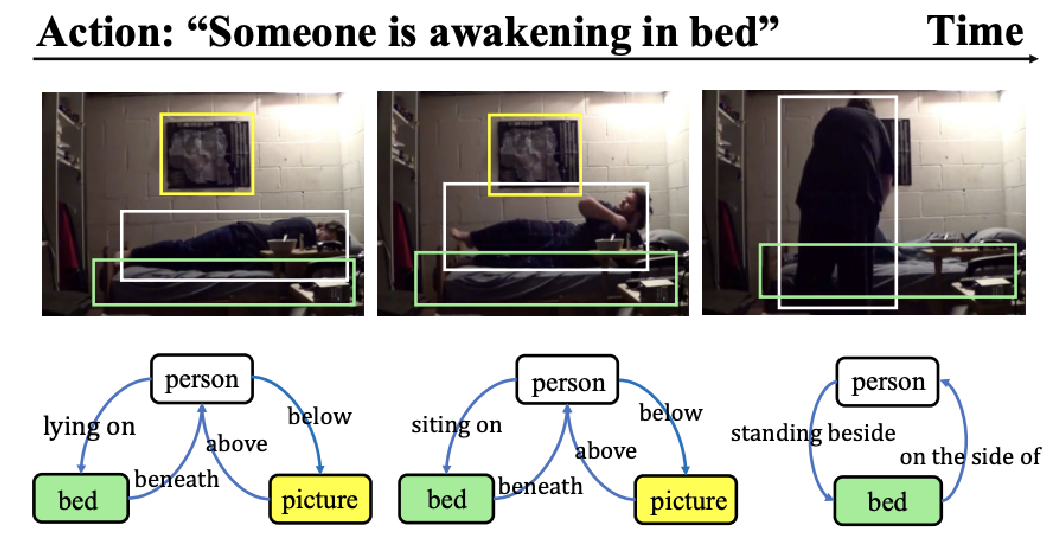 Action: “Someone is awakening in bed”
Time
person
lying on
below
above
beneath
bed
picture
person
siting on
below
above
beneath
bed
picture
person
standing beside
on the side of
bed